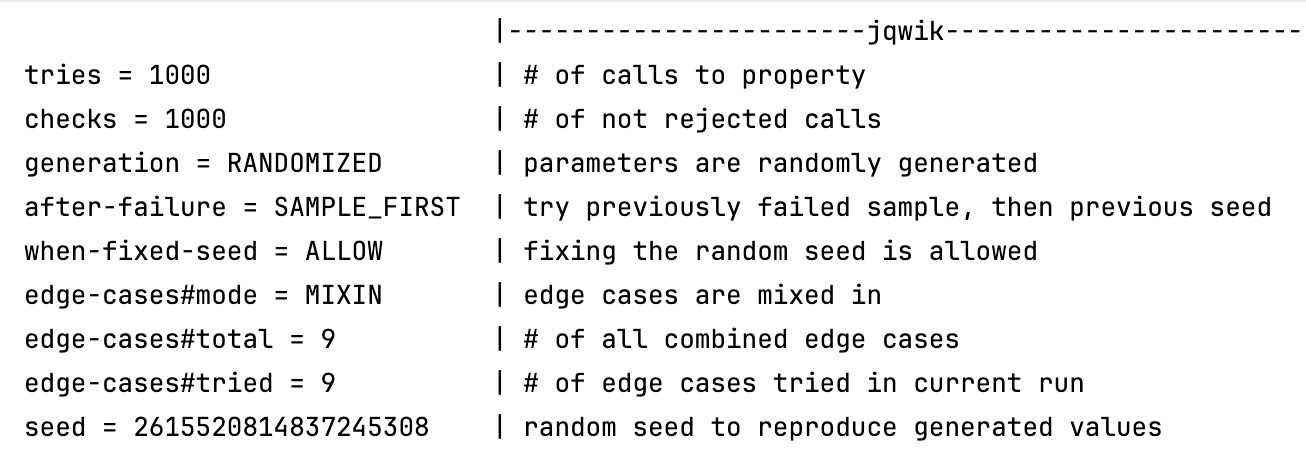 |-----------------------jqwik-----------------------
tries = 1000 | # of calls to property
checks = 1000 | # of not rejected calls
generation = RANDOMIZED | parameters are randomly generated
after-failure = SAMPLE_FIRST | try previously failed sample, then previous seed
when-fixed-seed = ALLOW | fixing the random seed is allowed
edge-cases#mode = MIXIN | edge cases are mixed in
edge-cases#total = 9 | # of all combined edge cases
edge-cases#tried = 9 | # of edge cases tried in current run
seed = 2615520814837245308 | random seed to reproduce generated values